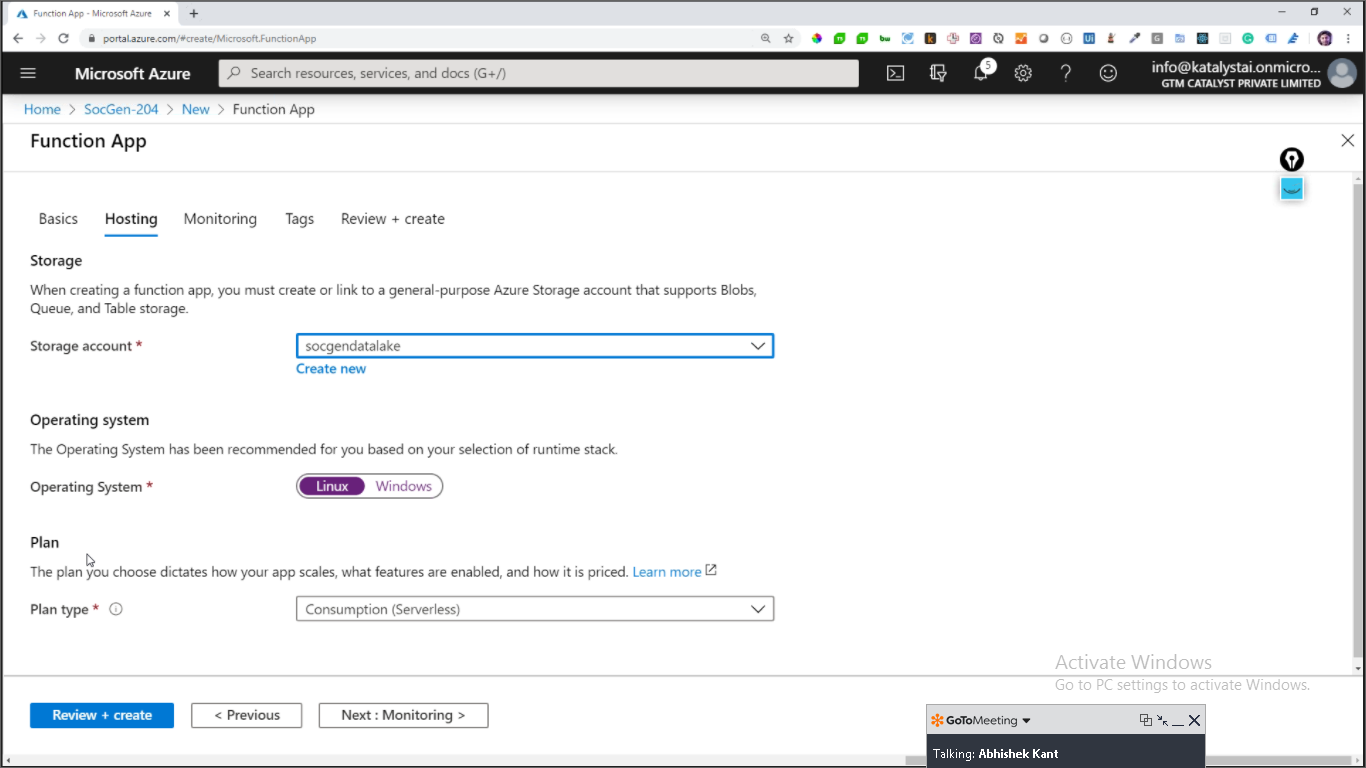 Function App - Microsoft Azure
portal.azure.com/#create/Microsoft.FunctionApp
Microsoft Azure
Search resources, services, and docs (G+/)
5
info@katalystai.onmicro...
GTM CATALYST PRIVATE LIMITED
Home > SocGen-204 > New > Function App
Function App
Basics Hosting Monitoring Tags Review + create
Storage
When creating a function app, you must create or link to a general-purpose Azure Storage account that supports Blobs,
Queue, and Table storage.
Storage account *
socgendatalake
Create new
Operating system
The Operating System has been recommended for you based on your selection of runtime stack.
Operating System *
Linux Windows
Plan
The plan you choose dictates how your app scales, what features are enabled, and how it is priced. Learn more
Plan type *
Consumption (Serverless)
Activate Windows
Go to PC settings to activate Windows.
Review + create
< Previous
Next : Monitoring >
GoToMeeting
Talking: Abhishek Kant